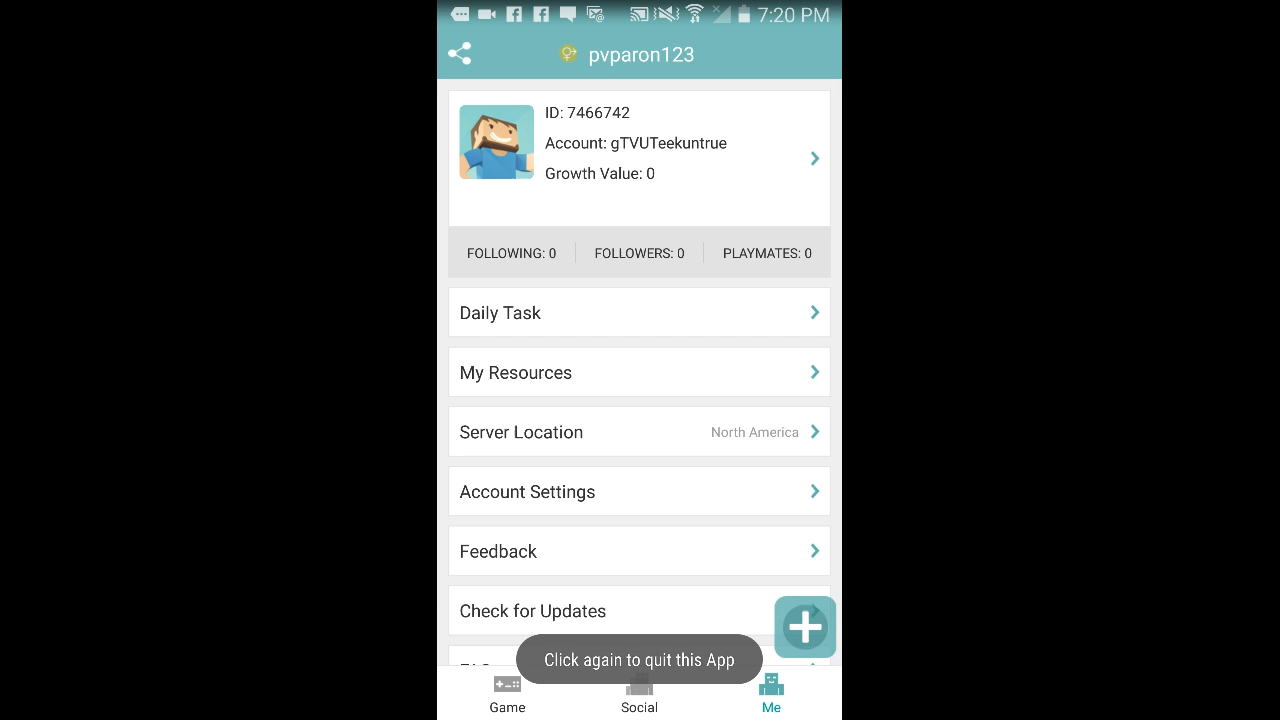 7:20 PM
pvparon123
ID: 7466742
Account: gTVUTeekuntrue
Growth Value: 0
FOLLOWING: 0 FOLLOWERS: 0 PLAYMATES: 0
Daily Task
My Resources
Server Location North America
Account Settings
Feedback
Check for Updates
Click again to quit this App
Game Social Me